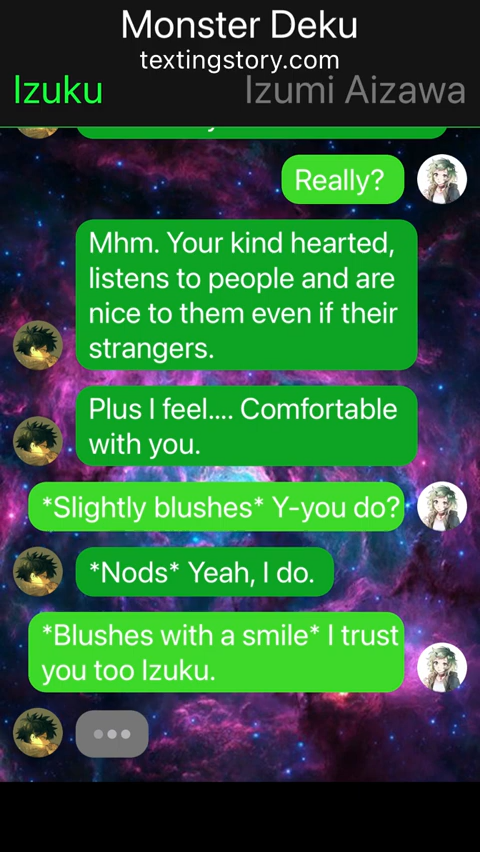 Monster Deku
textingstory.com
Izuku
Izumi Aizawa
Really?
Mhm. Your kind hearted,
listens to people and are
nice to them even if their
strangers.
Plus I feel.... Comfortable
with you.
*Slightly blushes* Y-you do?
*Nods* Yeah, I do.
*Blushes with a smile* I trust
you too Izuku.